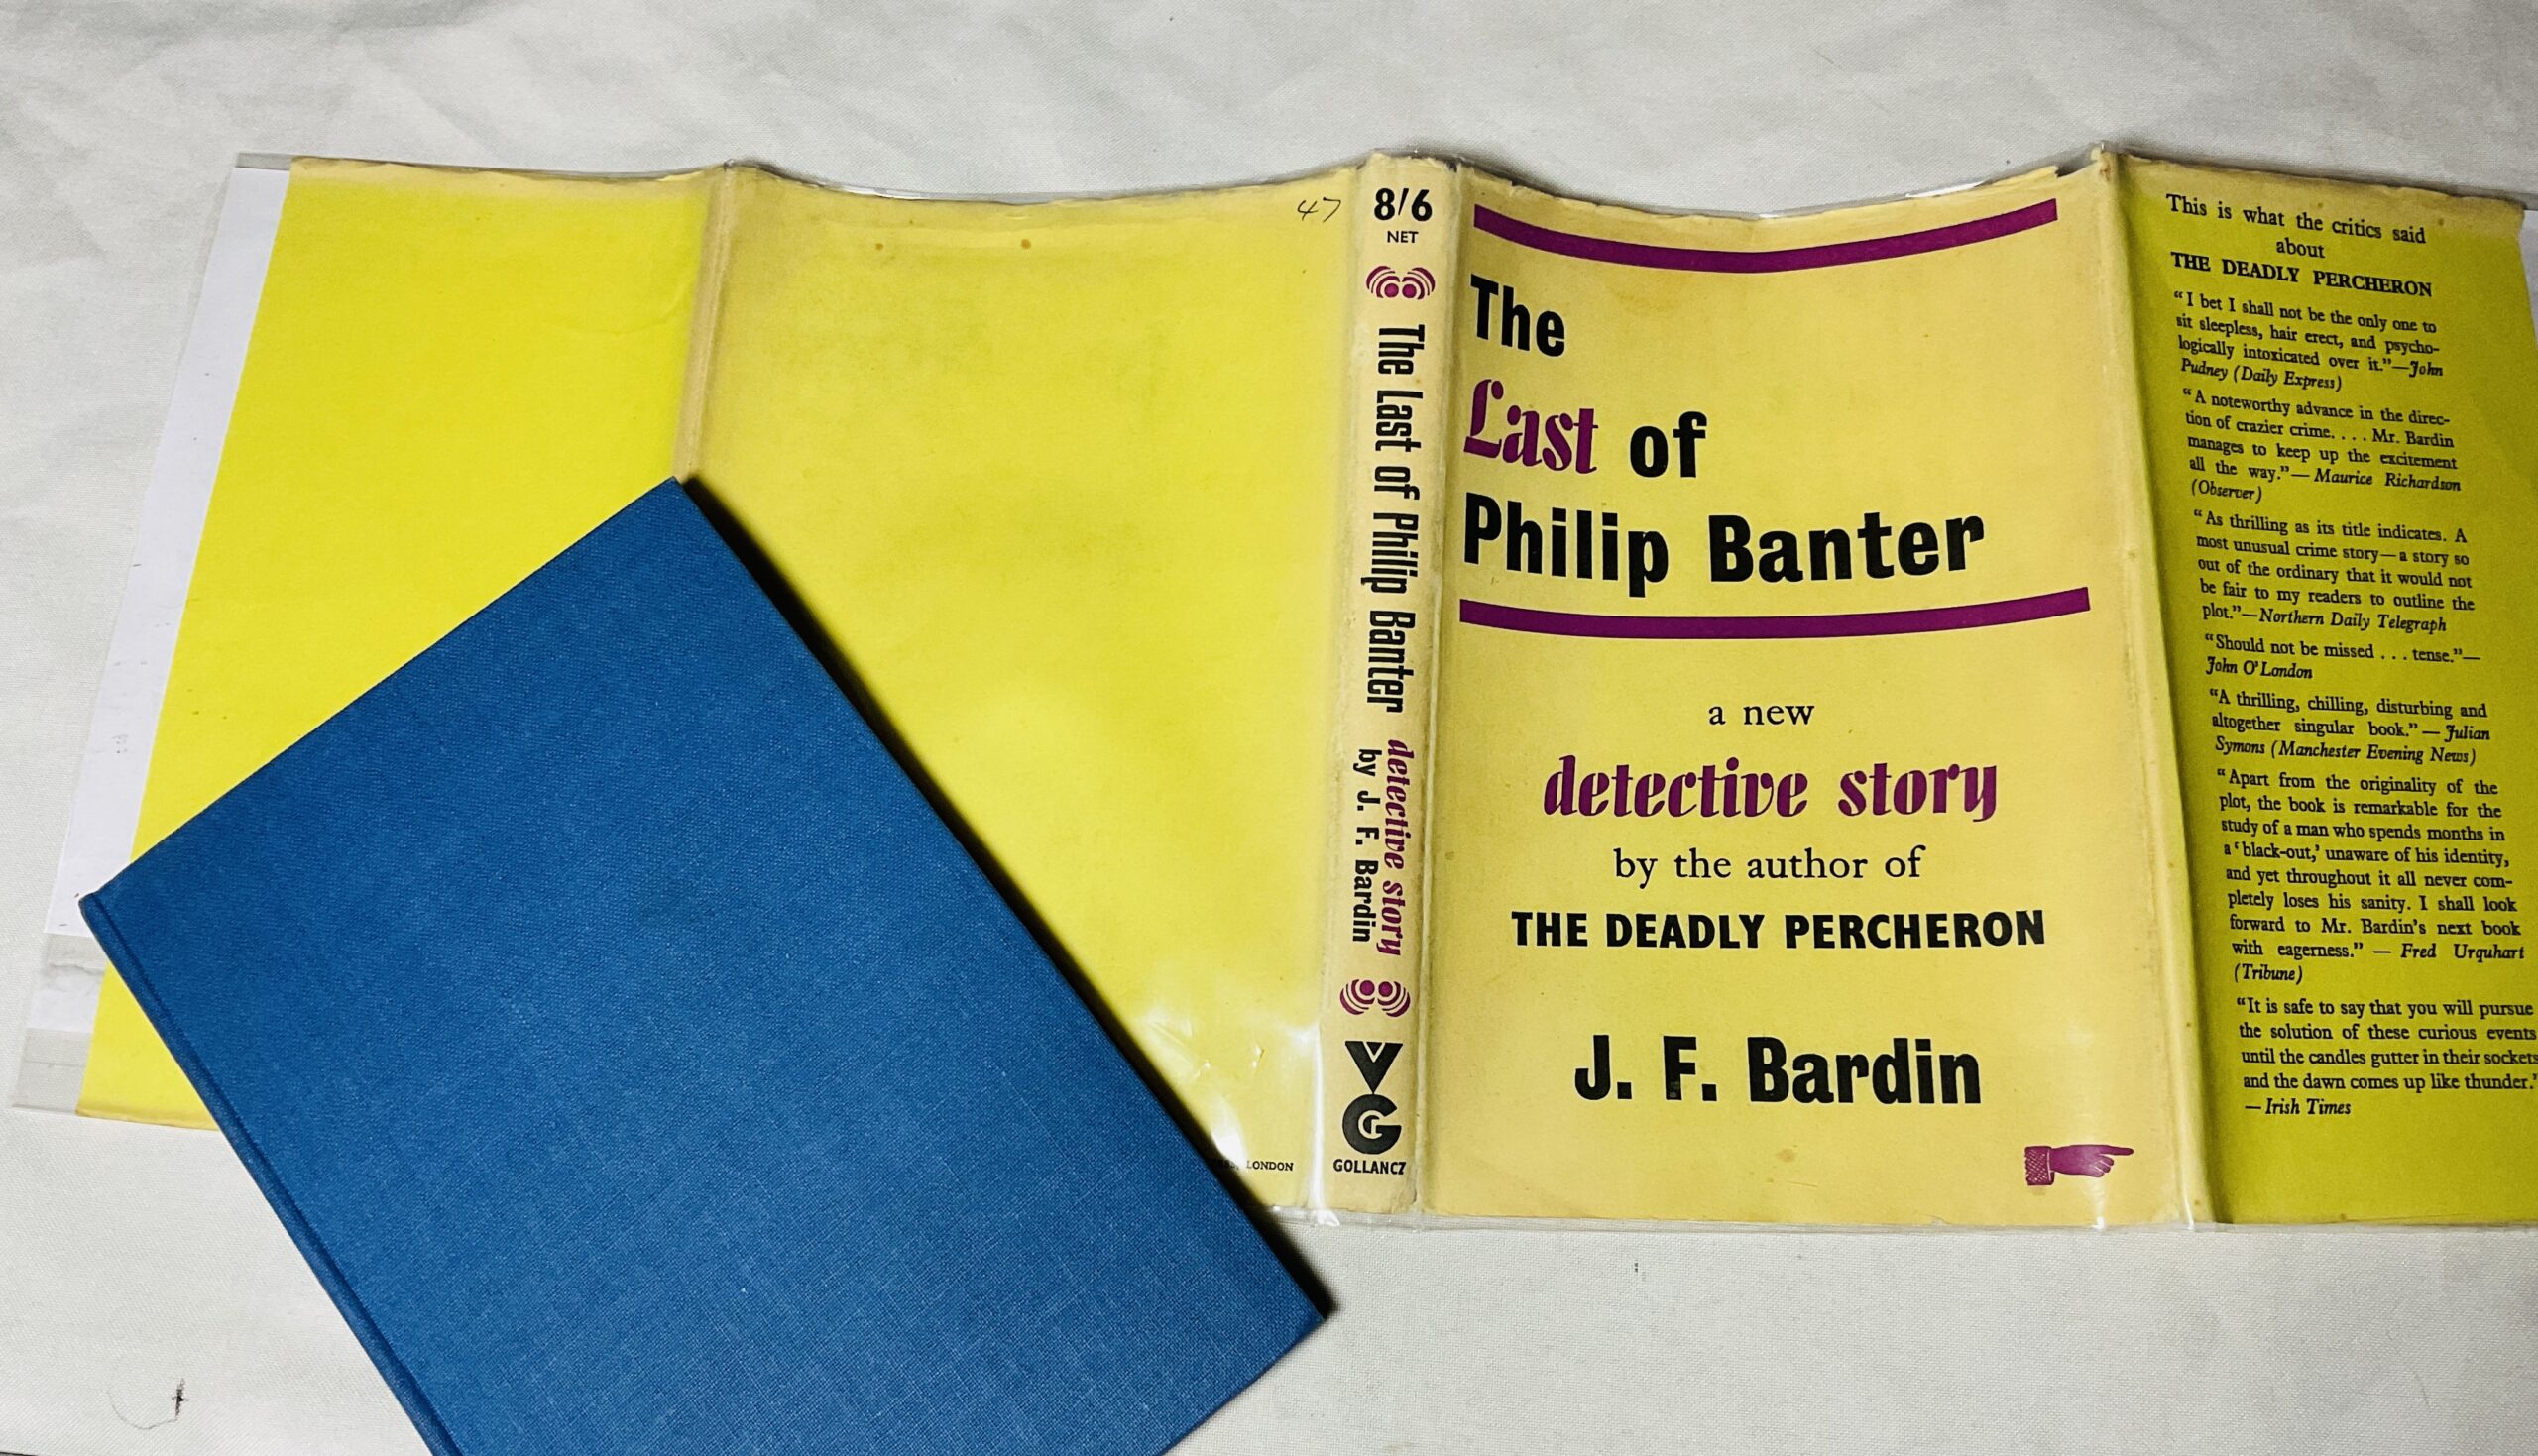 47
8/6
NET
The Last of Philip Banter
detective story
by J. F. Bardin
VG
GOLLANCZ
LONDON
The
Last of
Philip Banter
a new
detective story
by the author of
THE DEADLY PERCHERON
J. F. Bardin
This is what the critics said
about
THE DEADLY PERCHERON
“I bet I shall not be the only one to
sit sleepless, hair erect, and psycho-
logically intoxicated over it.”—John
Pudney (Daily Express)
“A noteworthy advance in the direc-
tion of crazier crime. . . . Mr. Bardin
manages to keep up the excitement
all the way.”— Maurice Richardson
(Observer)
“As thrilling as its title indicates. A
most unusual crime story—a story so
out of the ordinary that it would not
be fair to my readers to outline the
plot.”—Northern Daily Telegraph
“Should not be missed . . . tense.”—
John O’London
“A thrilling, chilling, disturbing and
altogether singular book.”— Julian
Symons (Manchester Evening News)
“Apart from the originality of the
plot, the book is remarkable for the
study of a man who spends months in
a ‘black-out,’ unaware of his identity,
and yet throughout it all never com-
pletely loses his sanity. I shall look
forward to Mr. Bardin’s next book
with eagerness.” — Fred Urquhart
(Tribune)
“It is safe to say that you will pursue
the solution of these curious events
until the candles gutter in their sockets
and the dawn comes up like thunder.”
—Irish Times